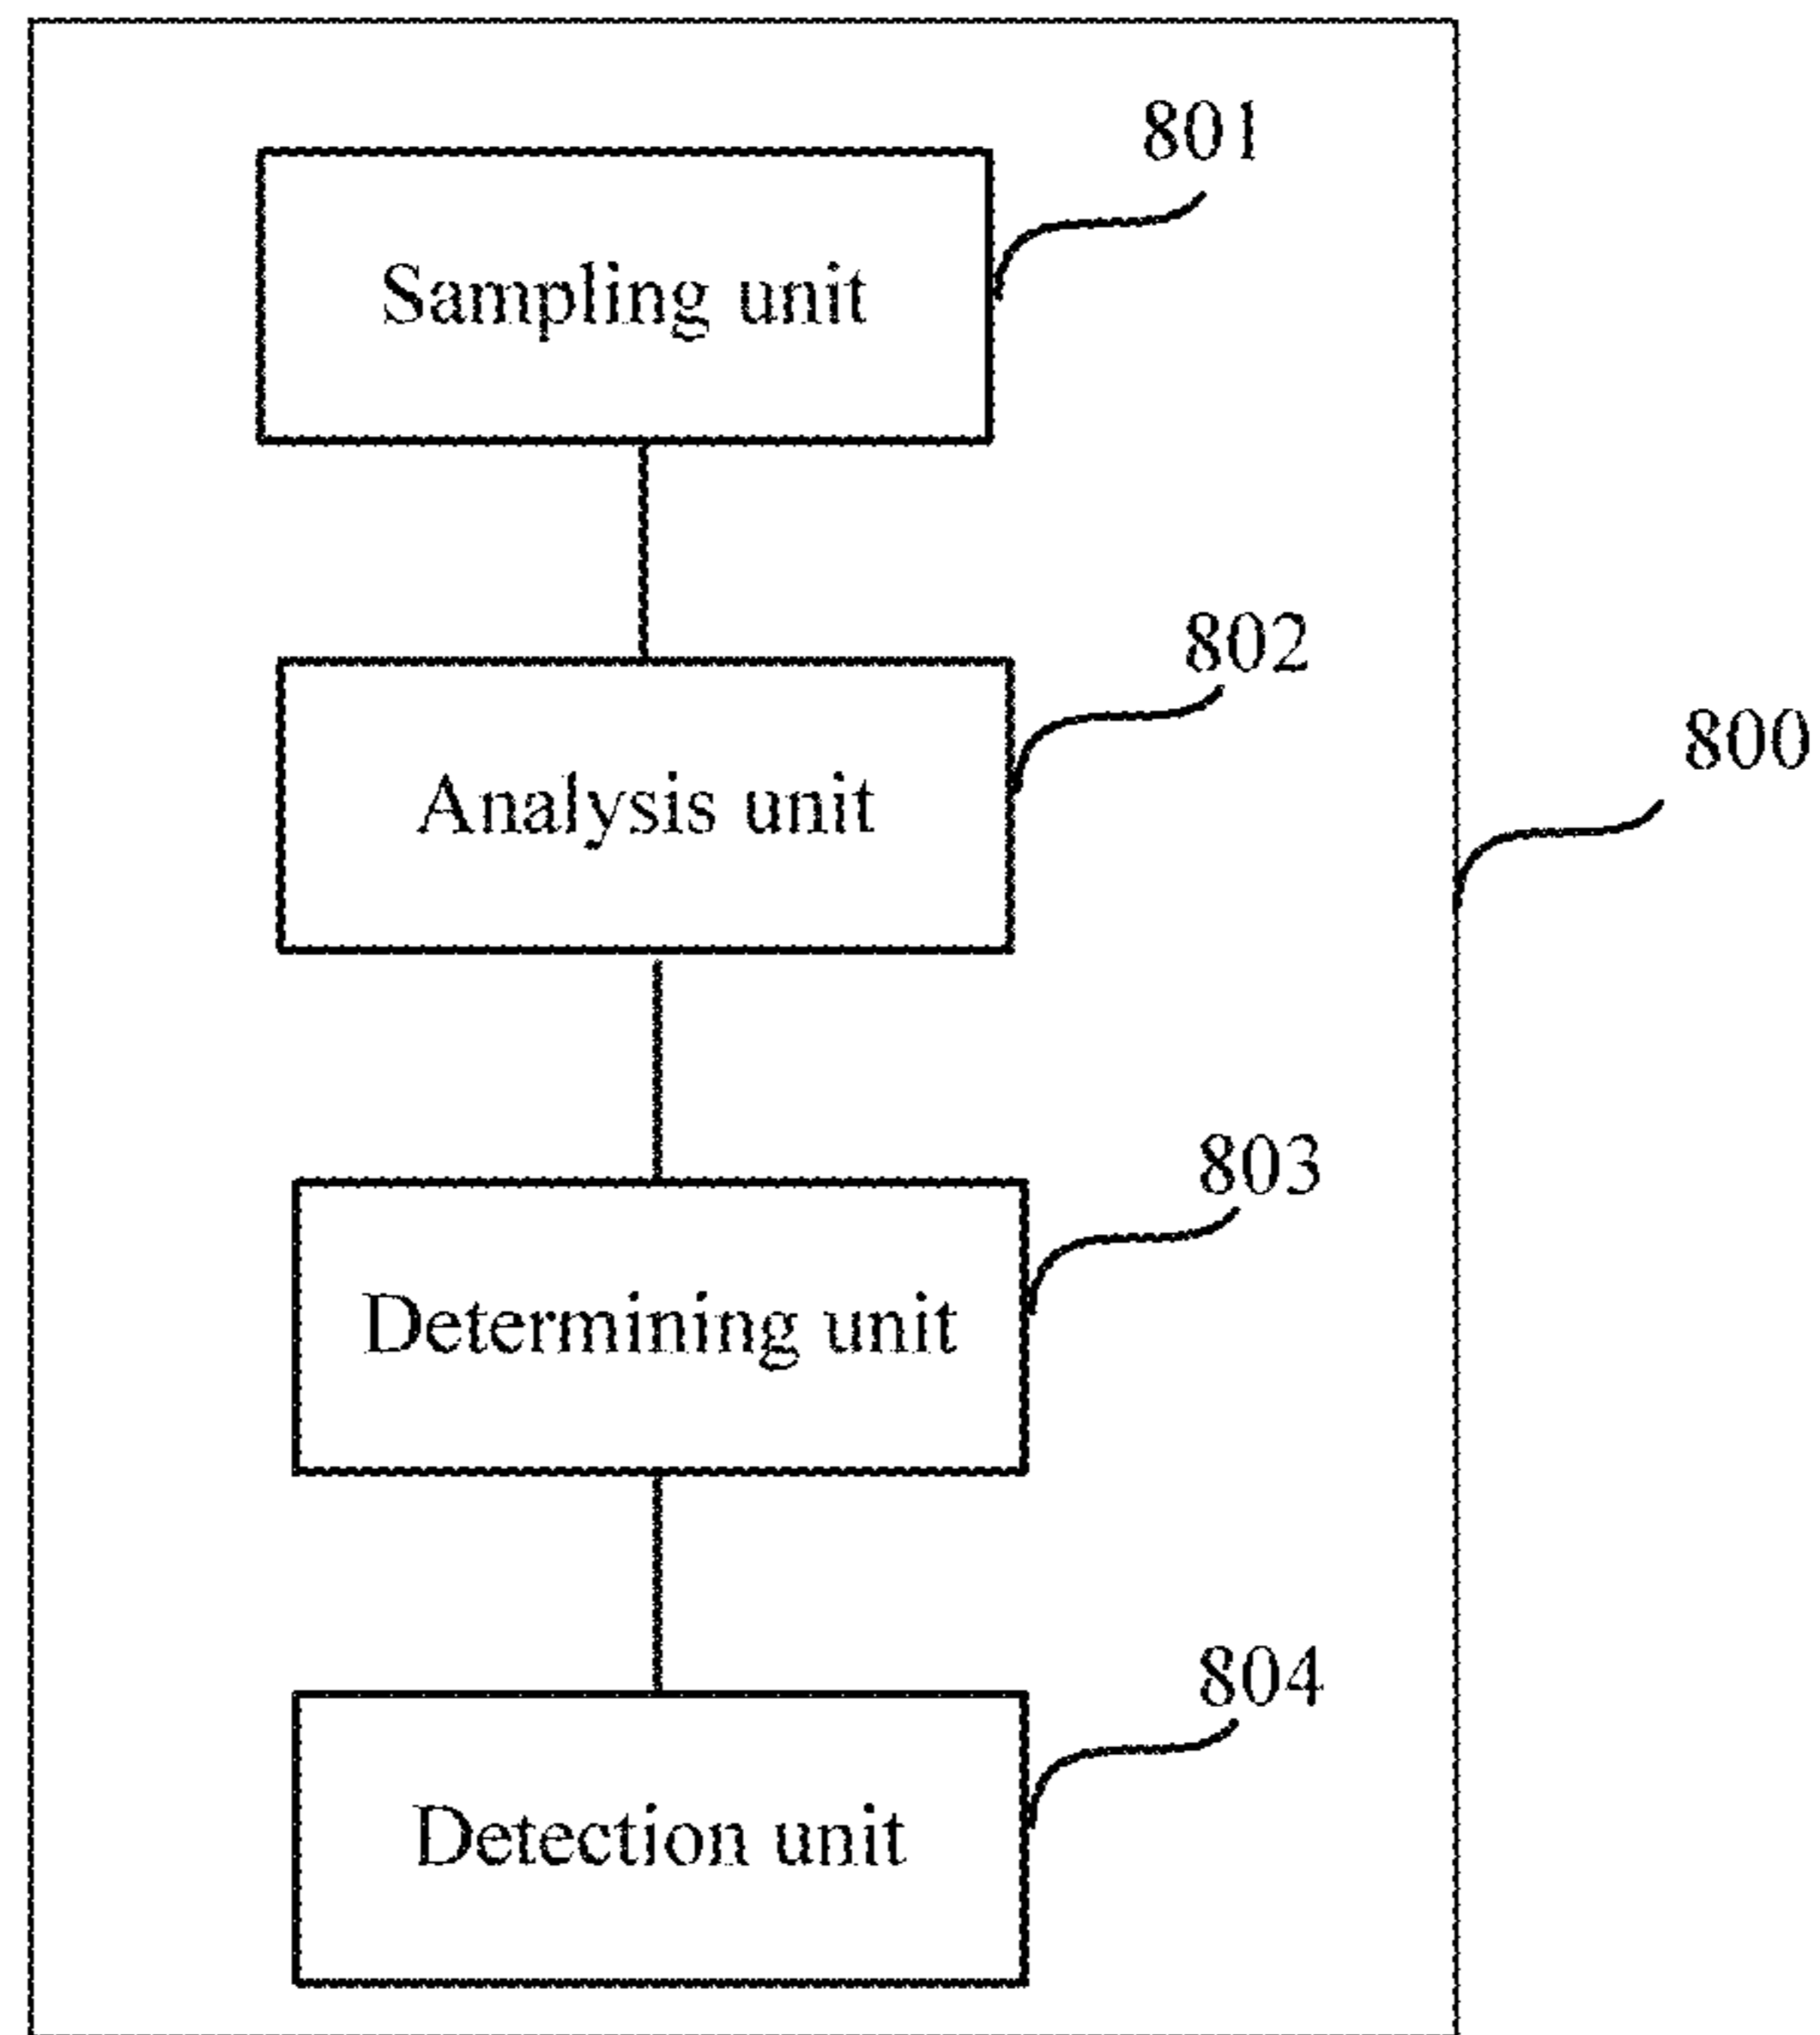 801
Sampling unit
802
800
Analysis unit
803
Determining unit
804
Detection unit